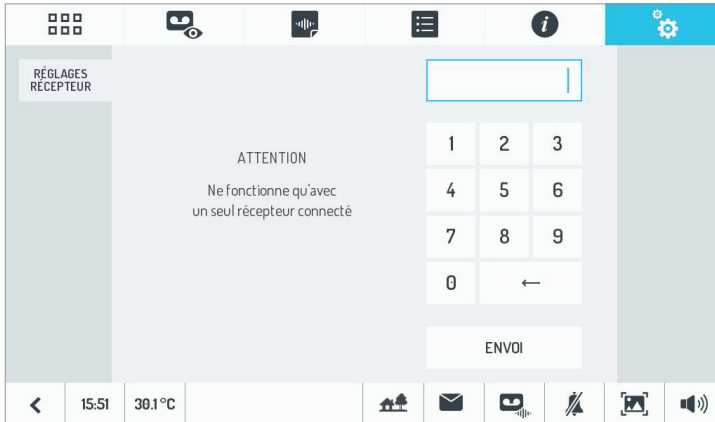 RÉGLAGES
RÉCEPTEUR
ATTENTION
Ne fonctionne qu'avec
un seul récepteur connecté
1 2 3
4 5 6
7 8 9
0 ←
ENVOI
15:51 30.1°C